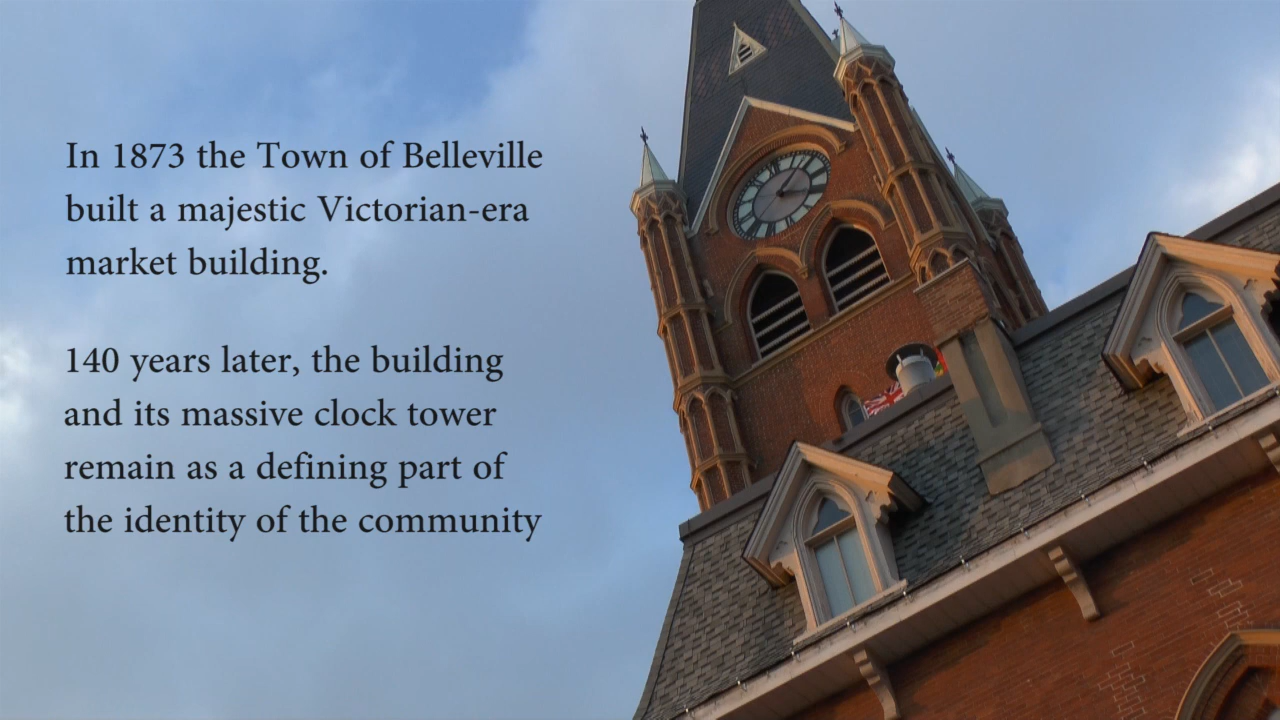 In 1873 the Town of Belleville
built a majestic Victorian-era
market building.
140 years later, the building
and its massive clock tower
remain as a defining part of
the identity of the community